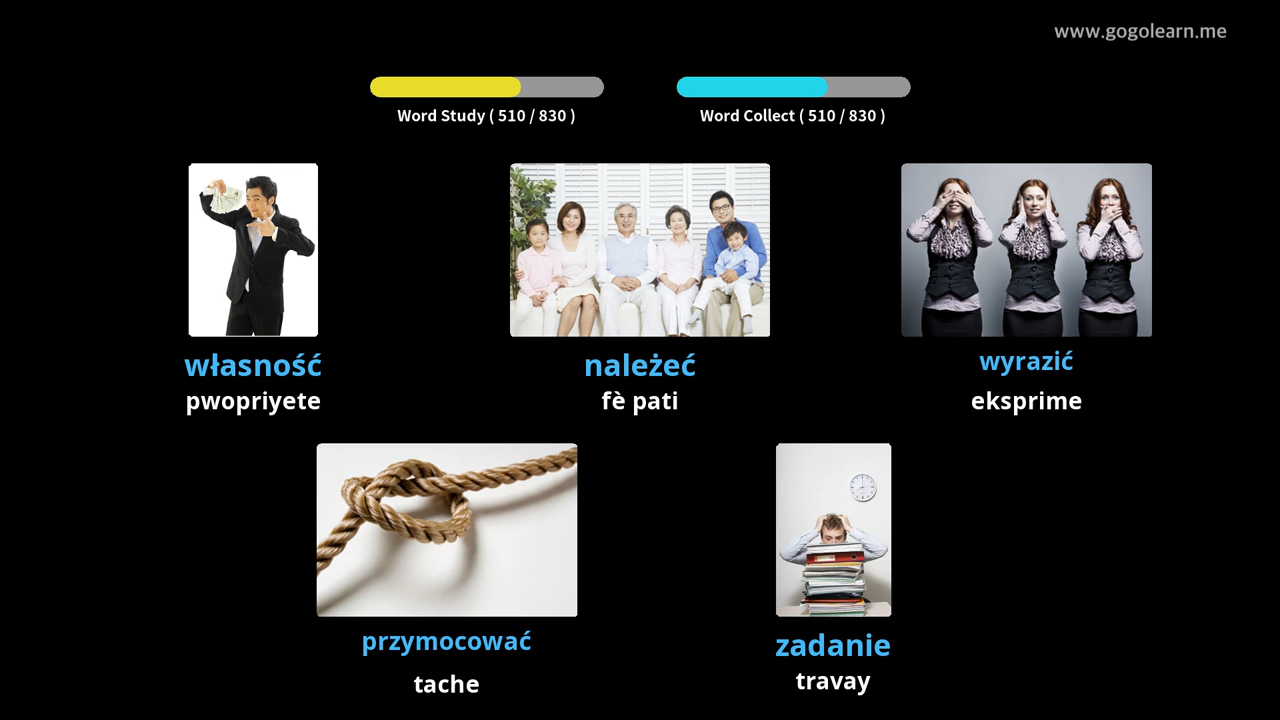 www.gogolearn.me
Word Study ( 510 / 830 )
Word Collect ( 510 / 830 )
własność
pwopriyete
należeć
fè pati
wyrazić
eksprime
przymocować
tache
zadanie
travay